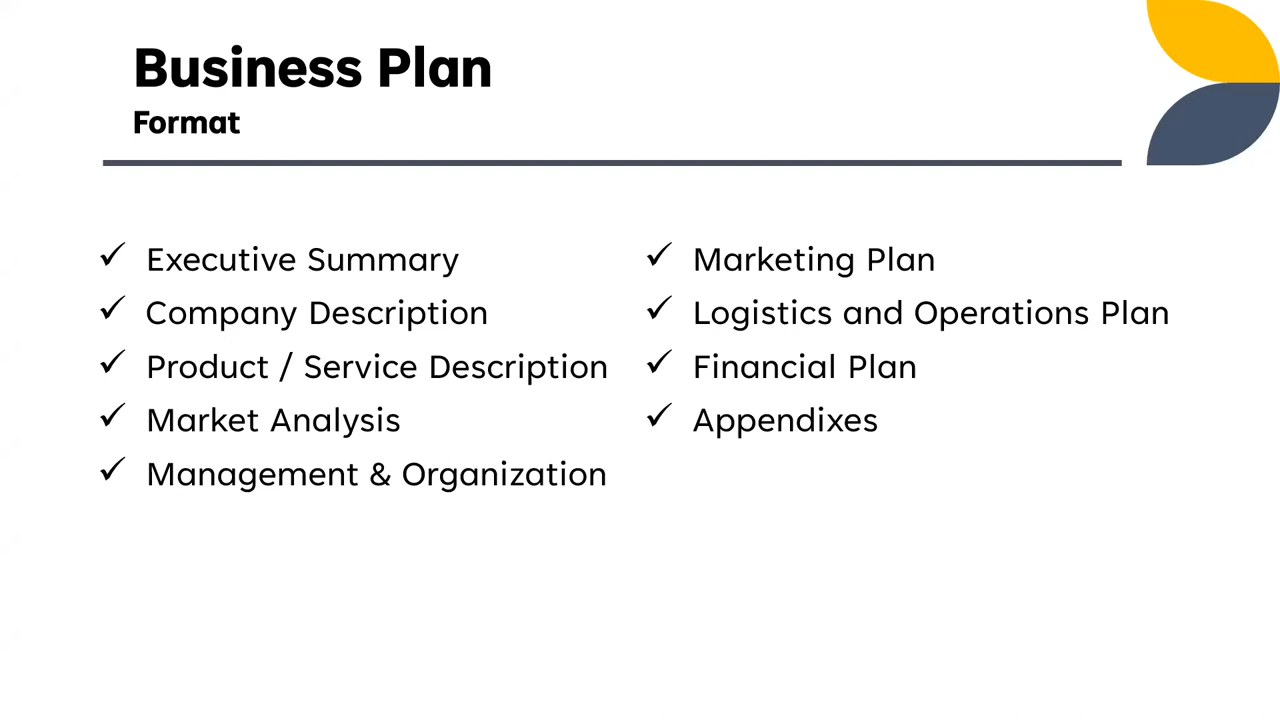 Business Plan
Format
✓ Executive Summary
✓ Company Description
✓ Product / Service Description
✓ Market Analysis
✓ Management & Organization
✓ Marketing Plan
✓ Logistics and Operations Plan
✓ Financial Plan
✓ Appendixes